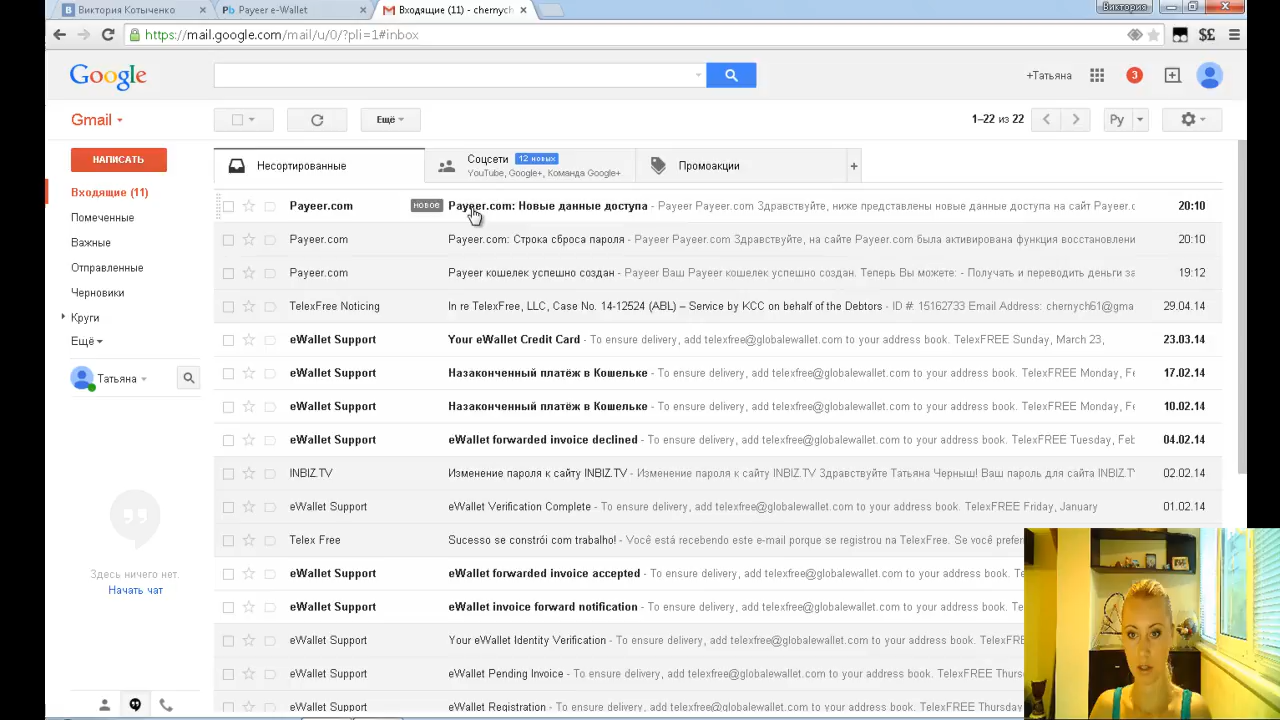 Виктория Котыченко
Payeer e-Wallet
Входящие (11) - chernych
Виктория
https://mail.google.com/mail/u/0/?pli=1#inbox
$£
Google
+Татьяна
3
Gmail
Ещё
1–22 из 22
Ру
НАПИСАТЬ
Несортированные
Соцсети
12 новых
YouTube, Google+, Команда Google+
Промоакции
+
Входящие (11)
Помеченные
Важные
Отправленные
Черновики
Круги
Ещё
Татьяна
Здесь ничего нет.
Начать чат
Payeer.com НОВОЕ Payeer.com: Новые данные доступа - Payeer Payeer.com Здравствуйте, ниже представлены новые данные доступа на сайт Payeer.c 20:10
Payeer.com Payeer.com: Строка сброса пароля - Payeer Payeer.com Здравствуйте, на сайте Payeer.com была активирована функция восстановлени 20:10
Payeer.com Payeer кошелек успешно создан - Payeer Ваш Payeer кошелек успешно создан. Теперь Вы можете: - Получать и переводить деньги за 19:12
TelexFree Noticing In re TelexFree, LLC, Case No. 14-12524 (ABL) – Service by KCC on behalf of the Debtors - ID #: 15162733 Email Address: chernych61@gma 29.04.14
eWallet Support Your eWallet Credit Card - To ensure delivery, add telexfree@globalewallet.com to your address book. TelexFREE Sunday, March 23, 23.03.14
eWallet Support Назаконченный платёж в Кошельке - To ensure delivery, add telexfree@globalewallet.com to your address book. TelexFREE Monday, Fe 17.02.14
eWallet Support Назаконченный платёж в Кошельке - To ensure delivery, add telexfree@globalewallet.com to your address book. TelexFREE Monday, Fe 10.02.14
eWallet Support eWallet forwarded invoice declined - To ensure delivery, add telexfree@globalewallet.com to your address book. TelexFREE Tuesday, Feb 04.02.14
INBIZ.TV Изменение пароля к сайту INBIZ.TV - Изменение пароля к сайту INBIZ.TV Здравствуйте Татьяна Черныш! Ваш пароль для сайта INBIZ.T 02.02.14
eWallet Support eWallet Verification Complete - To ensure delivery, add telexfree@globalewallet.com to your address book. TelexFREE Friday, January 01.02.14
Telex Free Sucesso se constrói com trabalho! - Você está recebendo este e-mail porque se registrou na TelexFree. Se você prefer
eWallet Support eWallet forwarded invoice accepted - To ensure delivery, add telexfree@globalewallet.com to
eWallet Support eWallet invoice forward notification - To ensure delivery, add telexfree@globalewallet.com to
eWallet Support Your eWallet Identity Verification - To ensure delivery, add telexfree@globalewallet.com to your
eWallet Support eWallet Pending Invoice - To ensure delivery, add telexfree@globalewallet.com to your address book. TelexFREE Thurs
eWallet Support eWallet Registration - To ensure delivery, add telexfree@globalewallet.com to your address book. TelexFREE Thursday